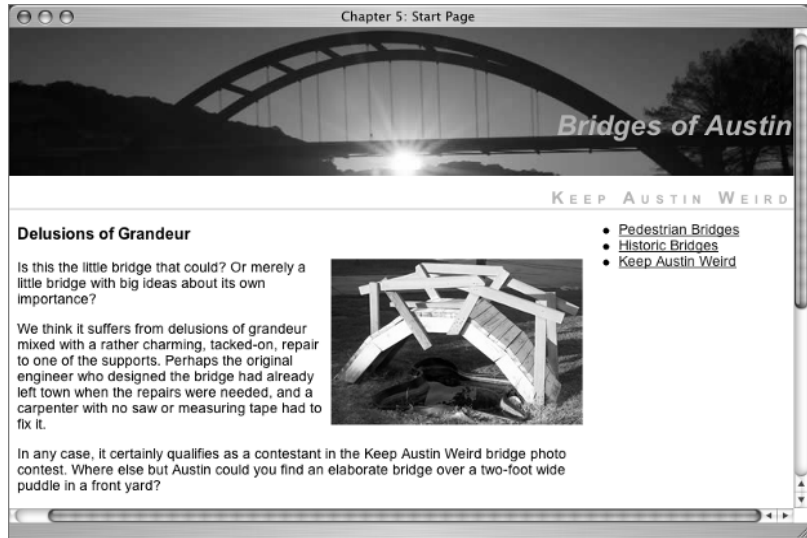 Chapter 5: Start Page
Bridges of Austin
KEEP AUSTIN WEIRD
Delusions of Grandeur
Is this the little bridge that could? Or merely a
little bridge with big ideas about its own
importance?
We think it suffers from delusions of grandeur
mixed with a rather charming, tacked-on, repair
to one of the supports. Perhaps the original
engineer who designed the bridge had already
left town when the repairs were needed, and a
carpenter with no saw or measuring tape had to
fix it.
In any case, it certainly qualifies as a contestant in the Keep Austin Weird bridge photo
contest. Where else but Austin could you find an elaborate bridge over a two-foot wide
puddle in a front yard?
• Pedestrian Bridges
• Historic Bridges
• Keep Austin Weird